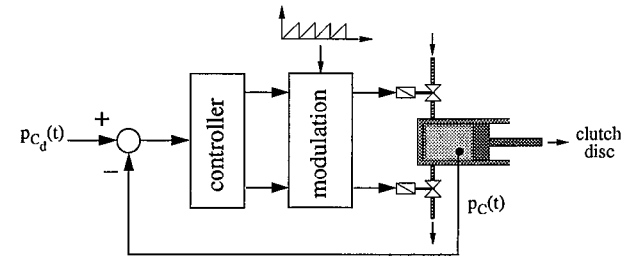 p_{C_d}(t)
+
−
controller
modulation
clutch
disc
p_C(t)